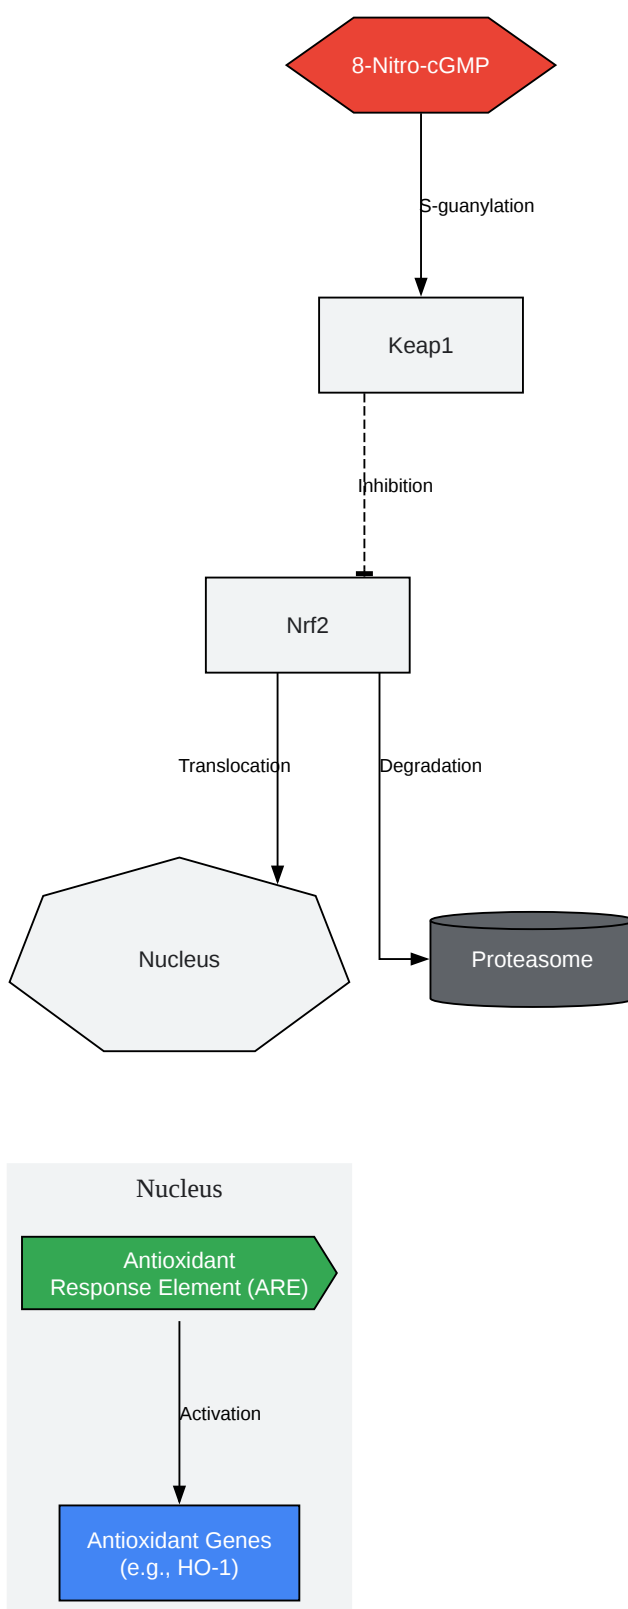 8-Nitro-cGMP
S-guanylation
Keap1
Inhibition
Nrf2
Translocation
Degradation
Nucleus
Proteasome
Nucleus
Antioxidant
Response Element (ARE)
Activation
Antioxidant Genes
(e.g., HO-1)